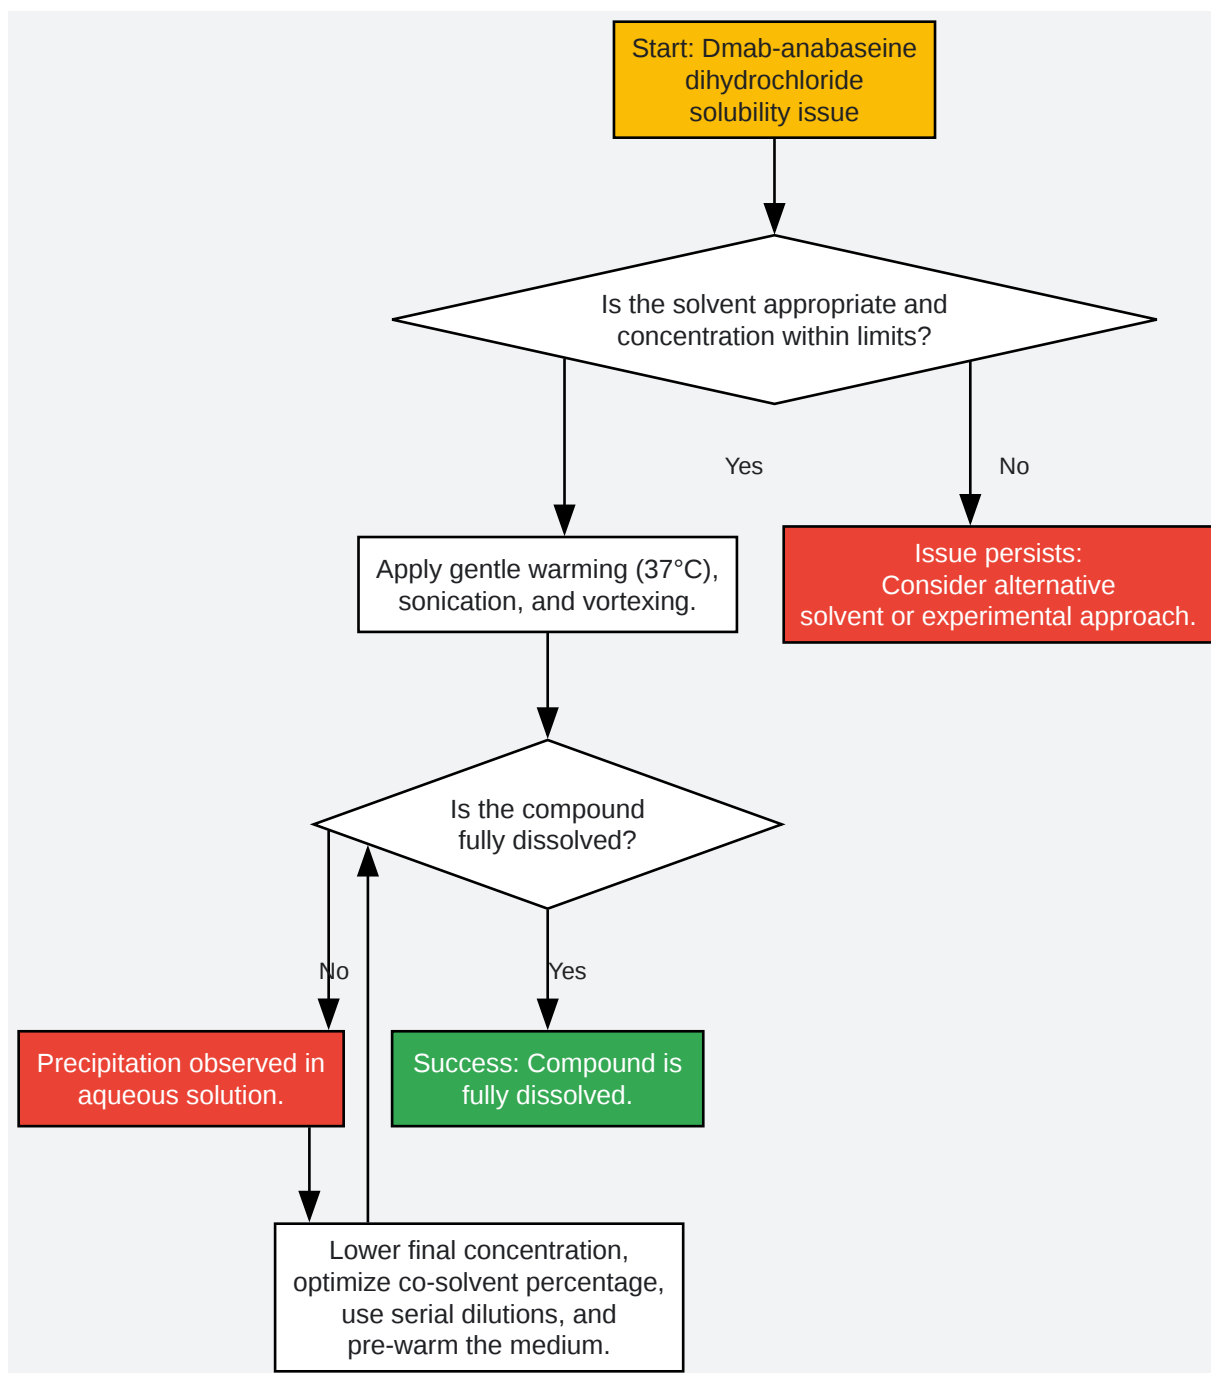 Start: Dmab-anabaseine
dihydrochloride
solubility issue
Is the solvent appropriate and
concentration within limits?
Yes
No
Apply gentle warming (37°C),
sonication, and vortexing.
Issue persists:
Consider alternative
solvent or experimental approach.
Is the compound
fully dissolved?
No
Yes
Precipitation observed in
aqueous solution.
Success: Compound is
fully dissolved.
Lower final concentration,
optimize co-solvent percentage,
use serial dilutions, and
pre-warm the medium.